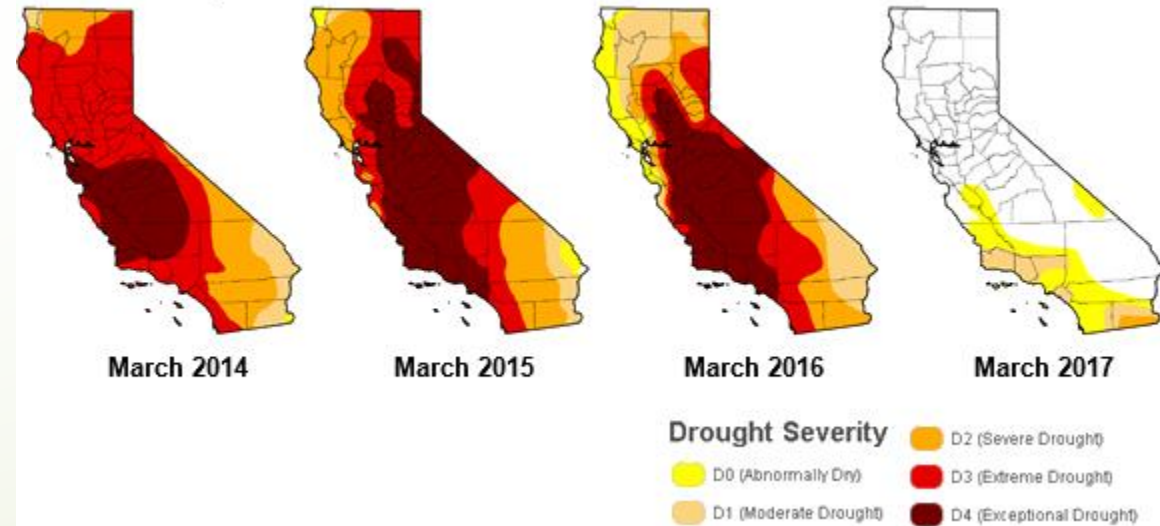 March 2014
March 2015
March 2016
March 2017
Drought Severity
D0 (Abnormally Dry)
D1 (Moderate Drought)
D2 (Severe Drought)
D3 (Extreme Drought)
D4 (Exceptional Drought)